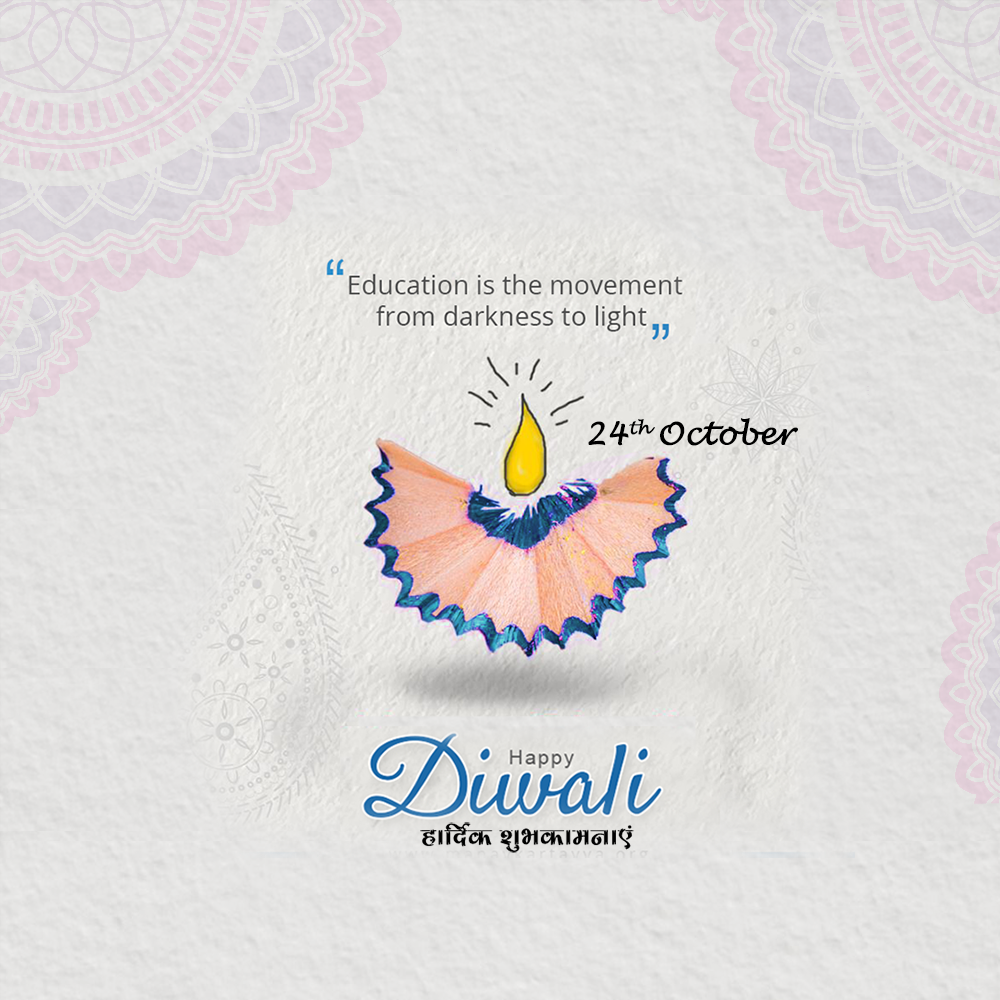 “Education is the movement
from darkness to light”
24th October
Happy
Diwali
हार्दिक शुभकामनाएं